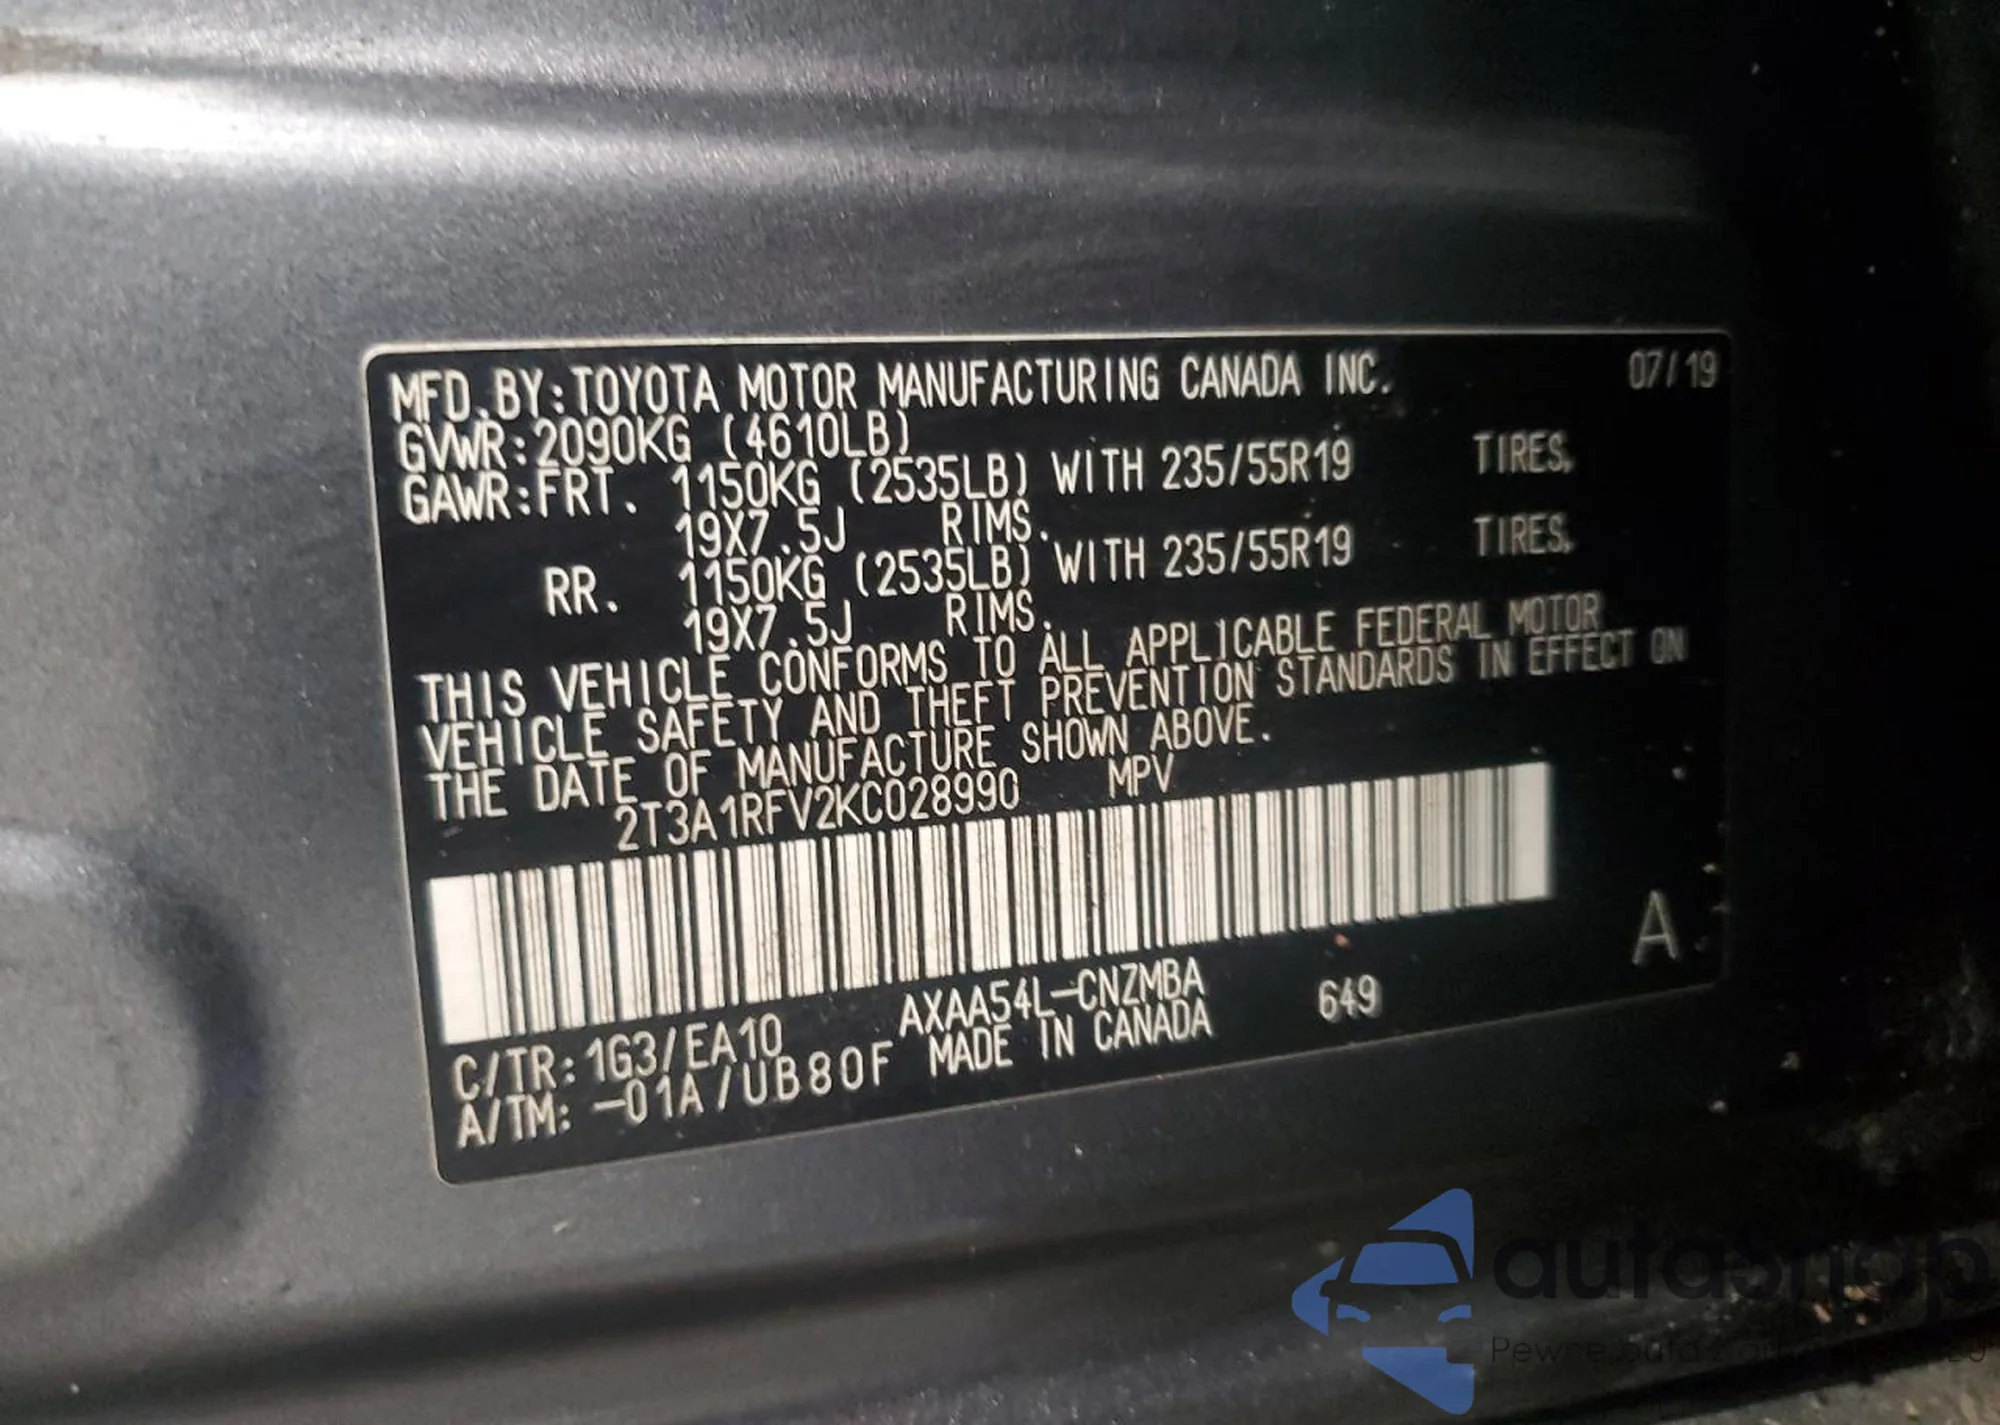 MFD.BY:TOYOTA MOTOR MANUFACTURING CANADA INC. 07/19
GVWR:2090KG (4610LB)
GAWR:FRT. 1150KG (2535LB) WITH 235/55R19 TIRES,
19X7.5J RIMS.
RR. 1150KG (2535LB) WITH 235/55R19 TIRES,
19X7.5J RIMS.
THIS VEHICLE CONFORMS TO ALL APPLICABLE FEDERAL MOTOR
VEHICLE SAFETY AND THEFT PREVENTION STANDARDS IN EFFECT ON
THE DATE OF MANUFACTURE SHOWN ABOVE.
2T3A1RFV2KC028990 MPV
A
AXAA54L-CNZMBA 649
C/TR:1G3/EA10 MADE IN CANADA
A/TM: -01A/UB80F
autasnap
Pewne auta z